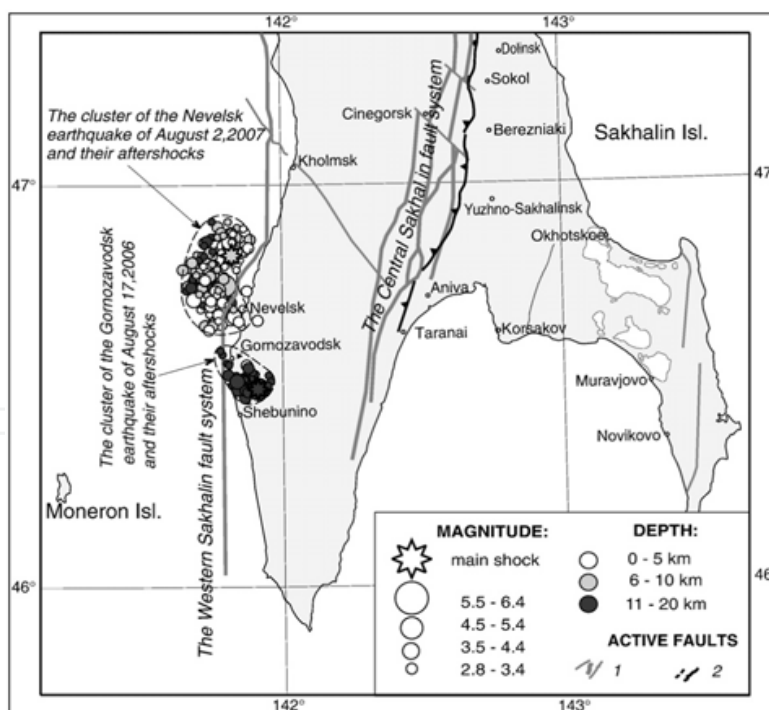 142°
143°
Dolinsk
Sokol
The cluster of the Nevelsk
earthquake of August 2,2007
and their aftershocks
Cinegorsk
Berezniaki
Sakhalin Isl.
The Central Sakhalin fault system
Kholmsk
47°
47
Yuzhno-Sakhalinsk
Okhotskoe
The cluster of the Gornozavodsk
earthquake of August 17,2006
and their aftershocks
Nevelsk
Aniva
Gornozavodsk
Taranai
Korsakov
Muravjovo
Shebunino
Novikovo
The Western Sakhalin fault system
Moneron Isl.
MAGNITUDE:
main shock
5.5 - 6.4
4.5 - 5.4
3.5 - 4.4
2.8 - 3.4
DEPTH:
0 - 5 km
6 - 10 km
11 - 20 km
ACTIVE FAULTS
1
2
46°
46
142°
143°